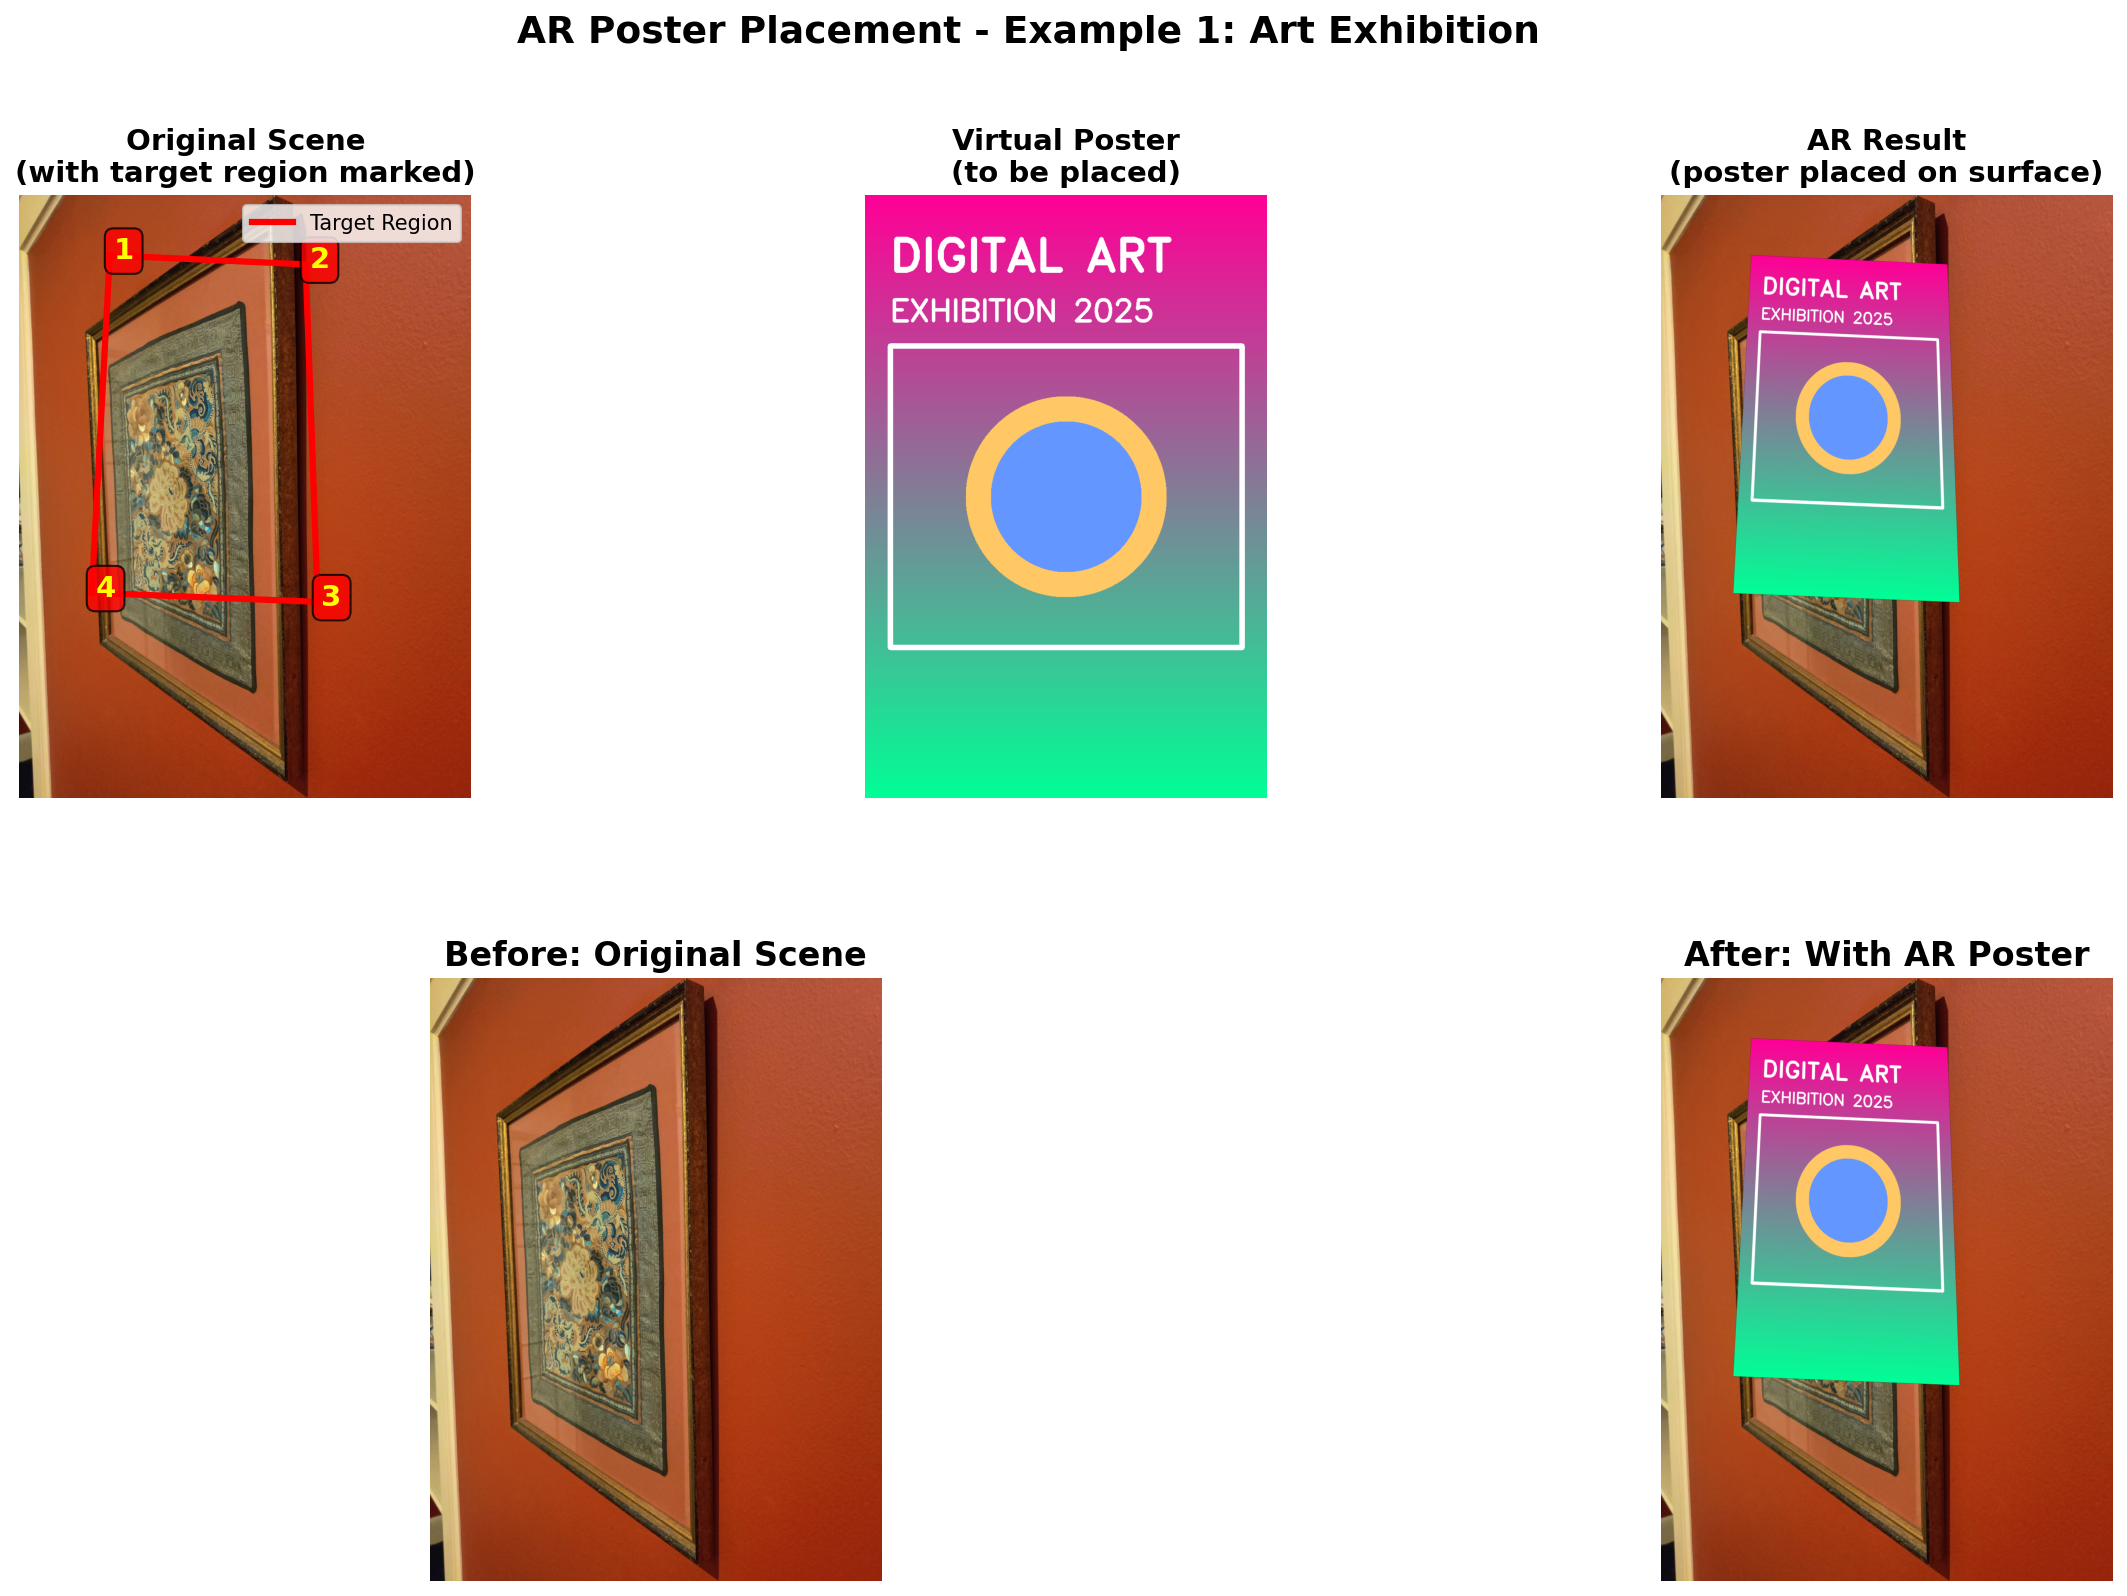 AR Poster Placement - Example 1: Art Exhibition
Original Scene
(with target region marked)
Virtual Poster
(to be placed)
AR Result
(poster placed on surface)
Target Region
1
2
3
4
DIGITAL ART
EXHIBITION 2025
DIGITAL ART
EXHIBITION 2025
Before: Original Scene
After: With AR Poster
DIGITAL ART
EXHIBITION 2025